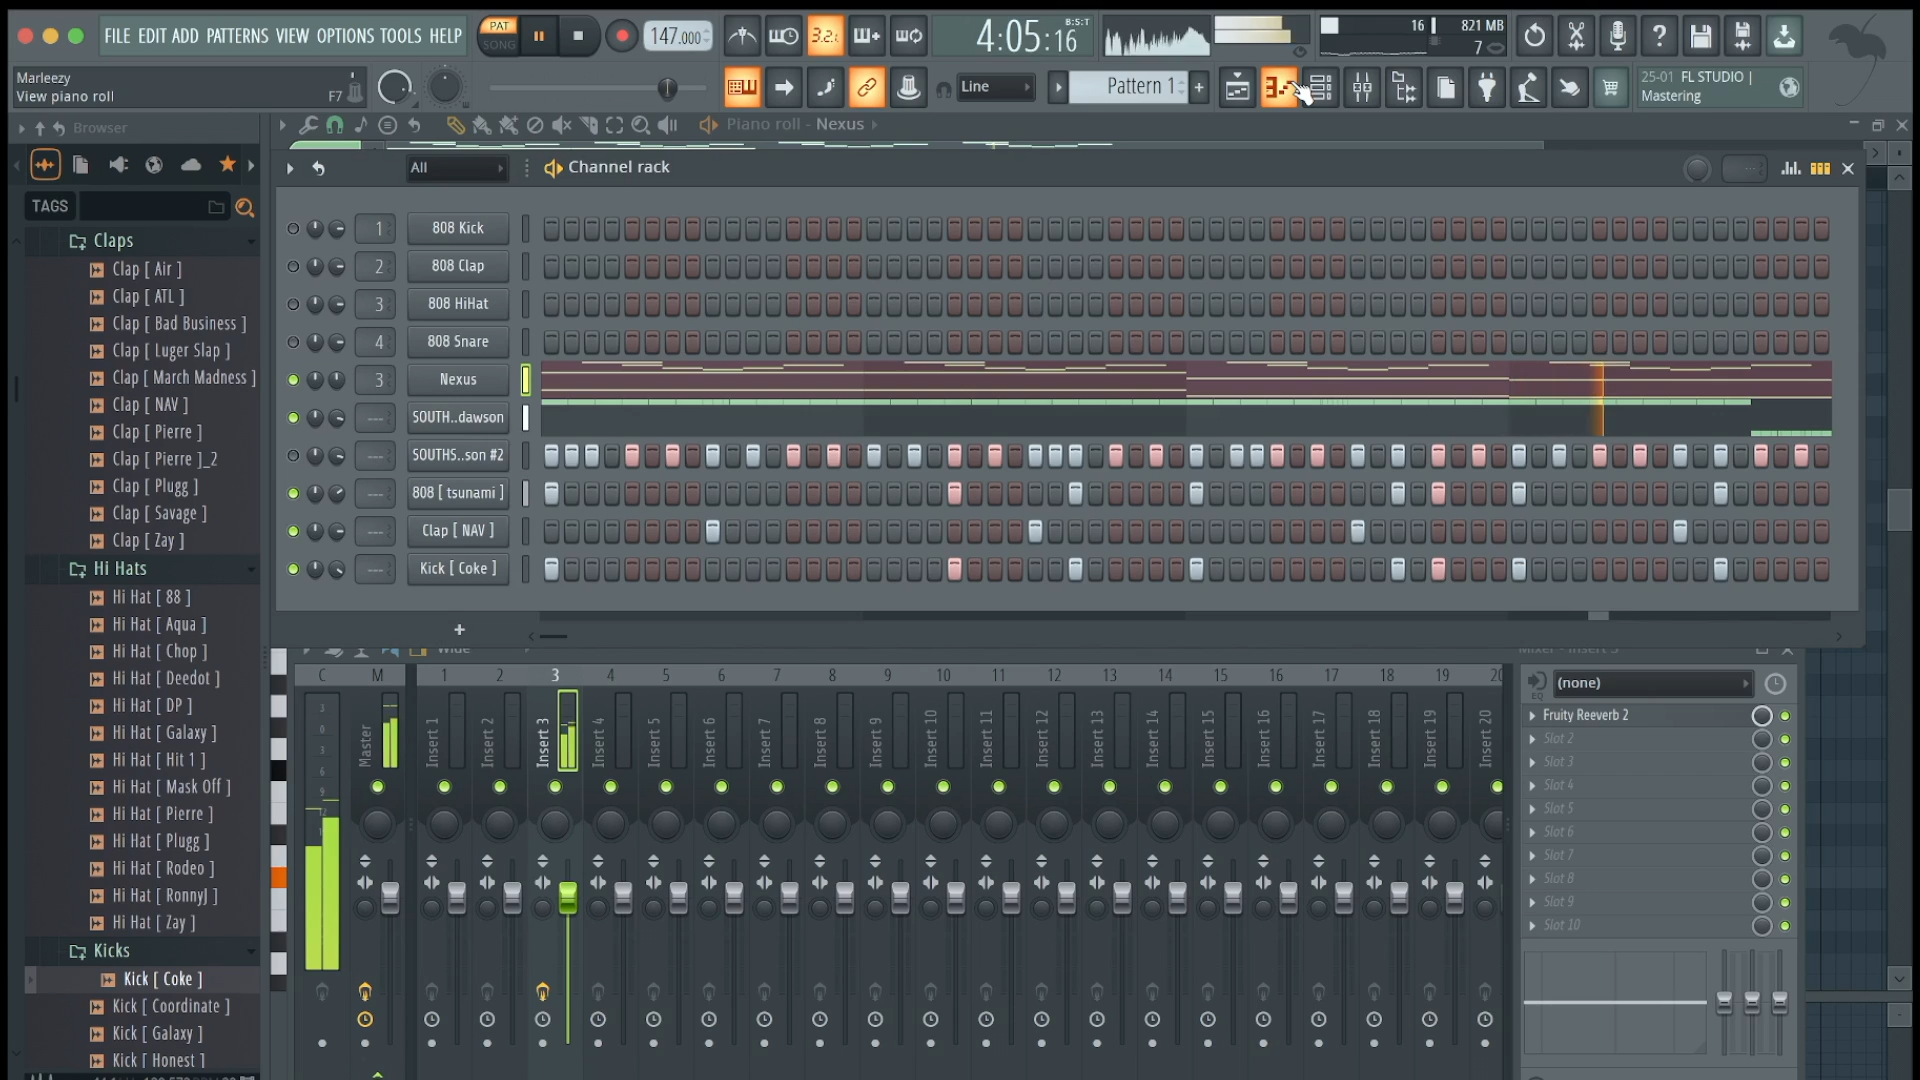 FILE EDIT ADD PATTERNS VIEW OPTIONS TOOLS HELP
PAT
SONG
147.000
3.2.
4:05:16
B:S:T
16
821 MB
7
Marleezy
View piano roll
F7
Line
Pattern 1
+
25-01 FL STUDIO |
Mastering
Browser
Piano roll - Nexus
All
Channel rack
TAGS
Claps
Clap [ Air ]
Clap [ ATL ]
Clap [ Bad Business ]
Clap [ Luger Slap ]
Clap [ March Madness ]
Clap [ NAV ]
Clap [ Pierre ]
Clap [ Pierre ]_2
Clap [ Plugg ]
Clap [ Savage ]
Clap [ Zay ]
Hi Hats
Hi Hat [ 88 ]
Hi Hat [ Aqua ]
Hi Hat [ Chop ]
Hi Hat [ Deedot ]
Hi Hat [ DP ]
Hi Hat [ Galaxy ]
Hi Hat [ Hit 1 ]
Hi Hat [ Mask Off ]
Hi Hat [ Pierre ]
Hi Hat [ Plugg ]
Hi Hat [ Rodeo ]
Hi Hat [ RonnyJ ]
Hi Hat [ Zay ]
Kicks
Kick [ Coke ]
Kick [ Coordinate ]
Kick [ Galaxy ]
Kick [ Honest ]
1 808 Kick
2 808 Clap
3 808 HiHat
4 808 Snare
3 Nexus
--- SOUTH..dawson
--- SOUTHS..son #2
--- 808 [ tsunami ]
--- Clap [ NAV ]
--- Kick [ Coke ]
+
Wide
Mixer - Insert 3
C M 1 2 3 4 5 6 7 8 9 10 11 12 13 14 15 16 17 18 19 20
Master
Insert 1
Insert 2
Insert 3
Insert 4
Insert 5
Insert 6
Insert 7
Insert 8
Insert 9
Insert 10
Insert 11
Insert 12
Insert 13
Insert 14
Insert 15
Insert 16
Insert 17
Insert 18
Insert 19
Insert 20
3
0
3
6
9
(none)
Fruity Reeverb 2
Slot 2
Slot 3
Slot 4
Slot 5
Slot 6
Slot 7
Slot 8
Slot 9
Slot 10